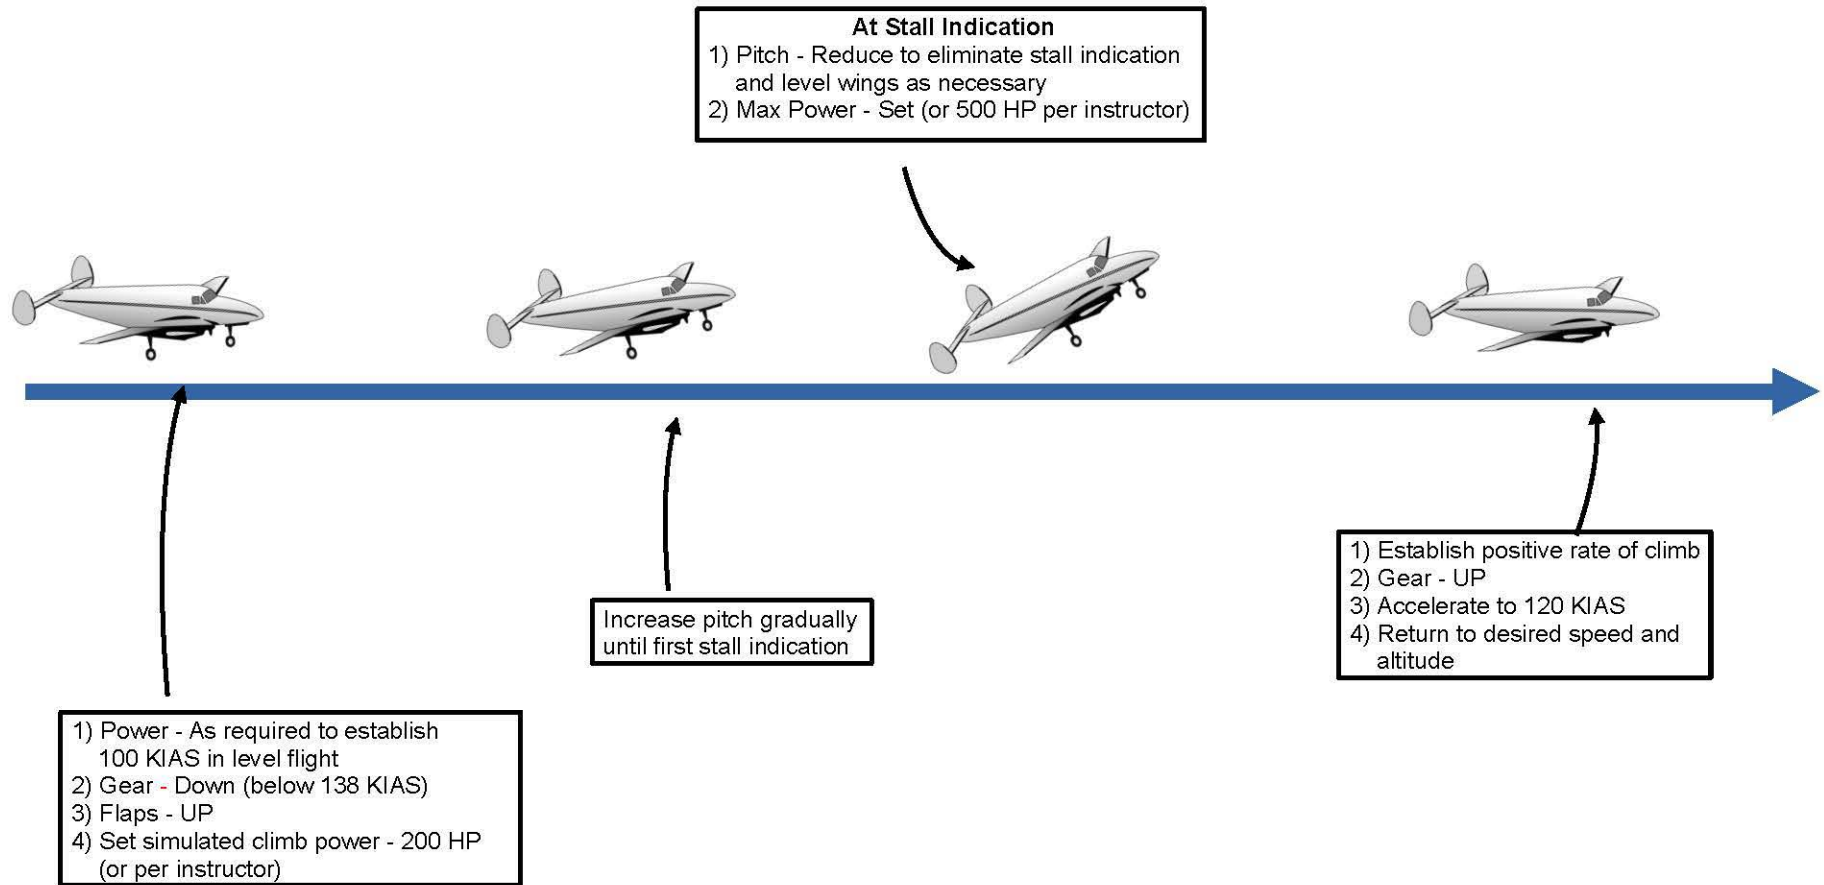 At Stall Indication
1) Pitch - Reduce to eliminate stall indication
and level wings as necessary
2) Max Power - Set (or 500 HP per instructor)
Increase pitch gradually
until first stall indication
1) Establish positive rate of climb
2) Gear - UP
3) Accelerate to 120 KIAS
4) Return to desired speed and
altitude
1) Power - As required to establish
100 KIAS in level flight
2) Gear - Down (below 138 KIAS)
3) Flaps - UP
4) Set simulated climb power - 200 HP
(or per instructor)